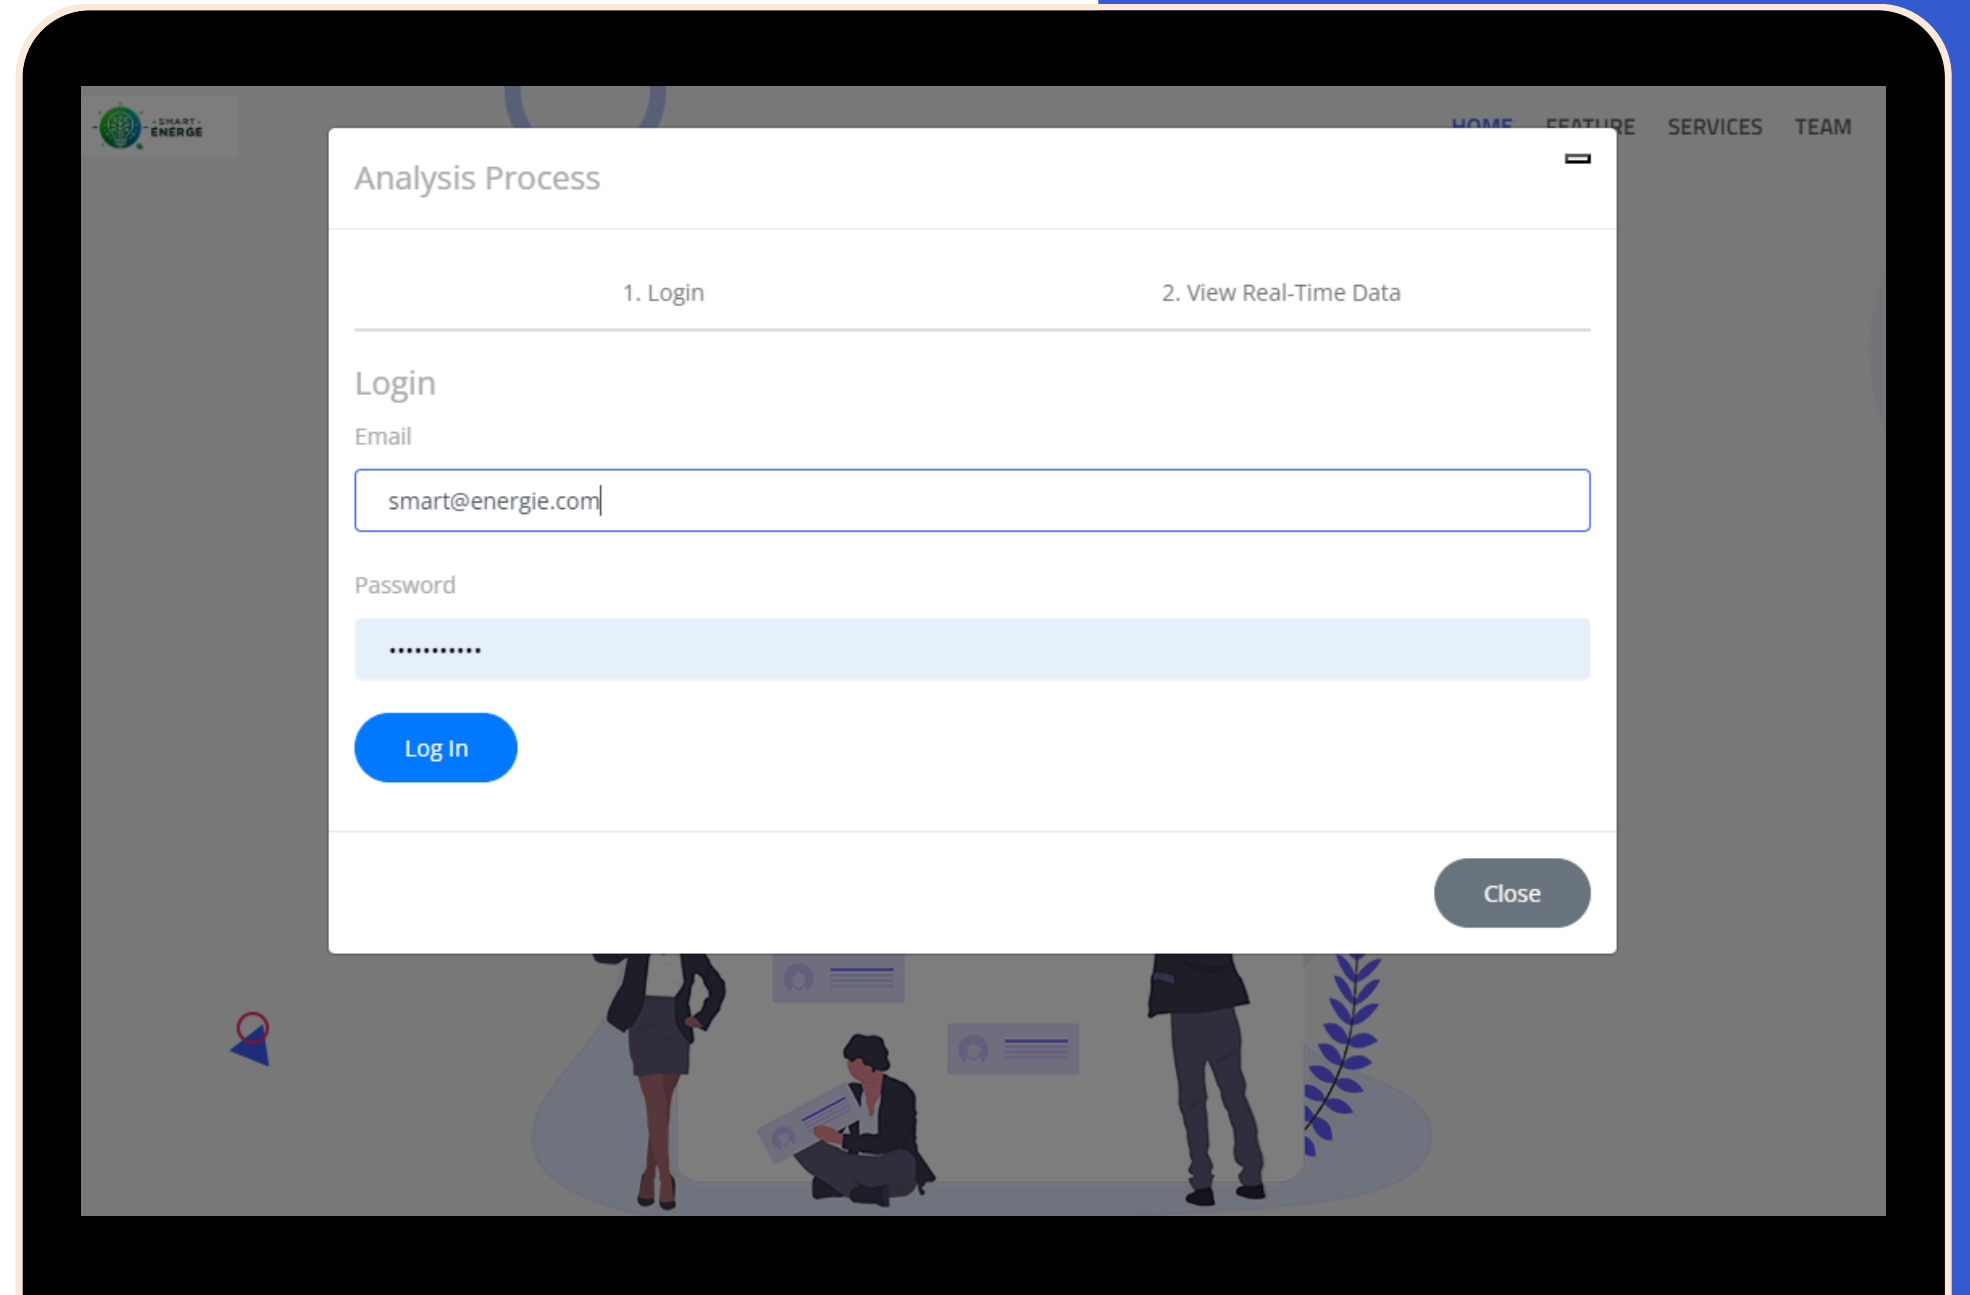 SMART
ENERGE
HOME FEATURE SERVICES TEAM
Analysis Process
1. Login
2. View Real-Time Data
Login
Email
smart@energie.com
Password
•••••••••••
Log In
Close